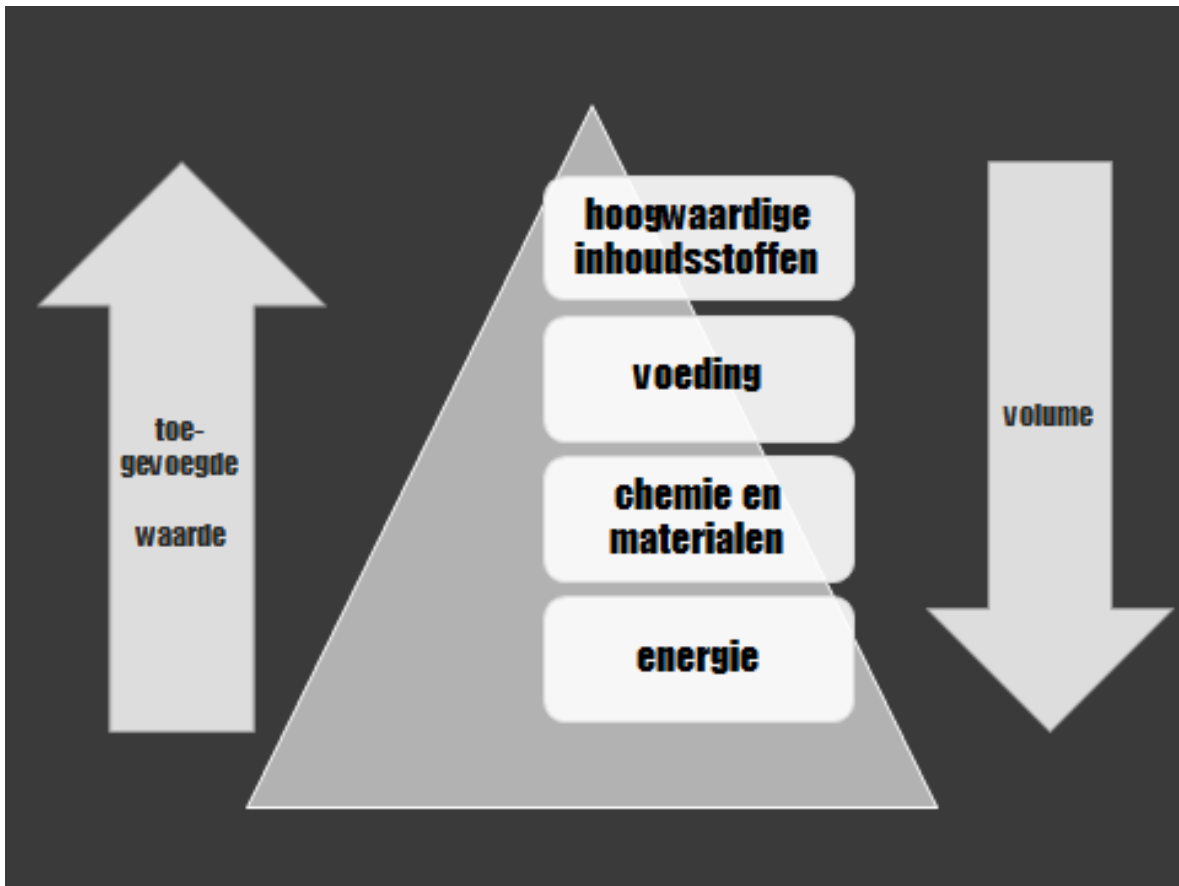 hoogwaardige
inhoudsstoffen
voeding
chemie en
materialen
energie
toe-
gevoegde
waarde
volume